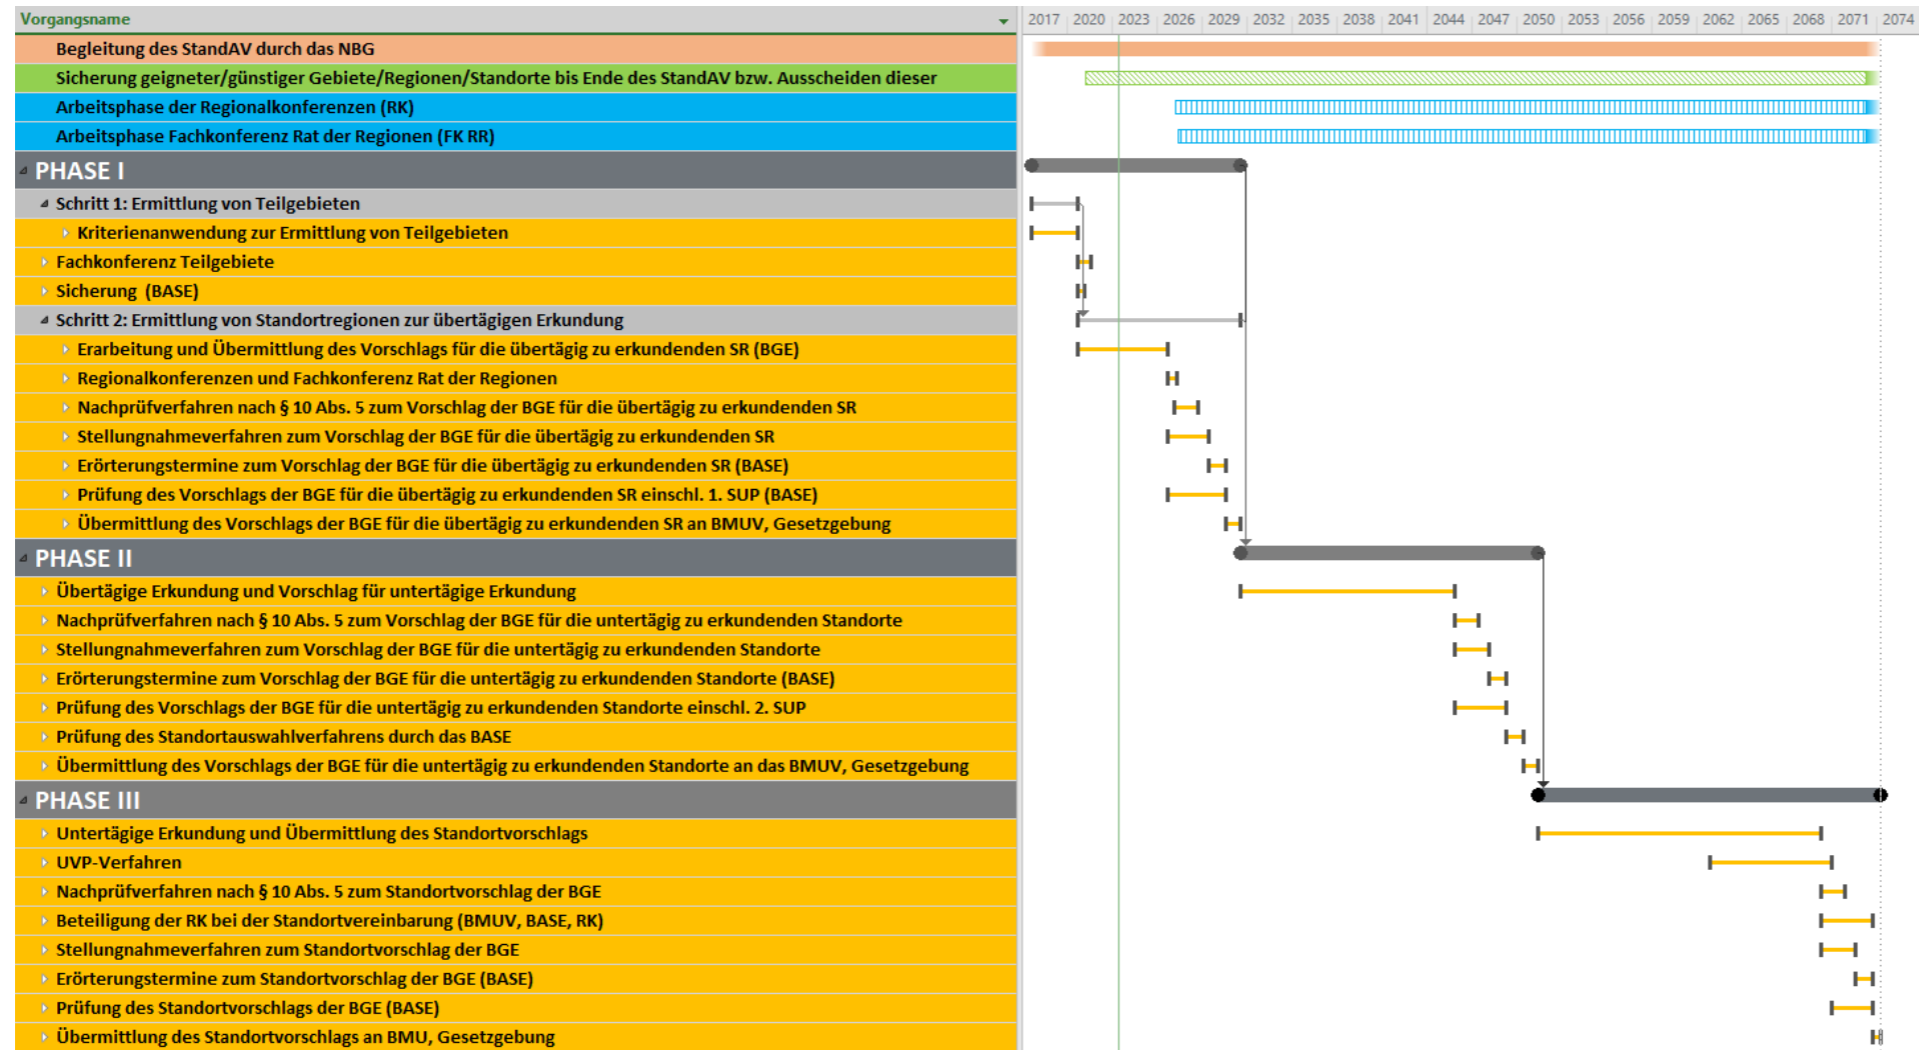 Vorgangsname
2017 2020 2023 2026 2029 2032 2035 2038 2041 2044 2047 2050 2053 2056 2059 2062 2065 2068 2071 2074
Begleitung des StandAV durch das NBG
Sicherung geigneter/günstiger Gebiete/Regionen/Standorte bis Ende des StandAV bzw. Ausscheiden dieser
Arbeitsphase der Regionalkonferenzen (RK)
Arbeitsphase Fachkonferenz Rat der Regionen (FK RR)
PHASE I
Schritt 1: Ermittlung von Teilgebieten
Kriterienanwendung zur Ermittlung von Teilgebieten
Fachkonferenz Teilgebiete
Sicherung (BASE)
Schritt 2: Ermittlung von Standortregionen zur übertägigen Erkundung
Erarbeitung und Übermittlung des Vorschlags für die übertägig zu erkundenden SR (BGE)
Regionalkonferenzen und Fachkonferenz Rat der Regionen
Nachprüfverfahren nach § 10 Abs. 5 zum Vorschlag der BGE für die übertägig zu erkundenden SR
Stellungnahmeverfahren zum Vorschlag der BGE für die übertägig zu erkundenden SR
Erörterungstermine zum Vorschlag der BGE für die übertägig zu erkundenden SR (BASE)
Prüfung des Vorschlags der BGE für die übertägig zu erkundenden SR einschl. 1. SUP (BASE)
Übermittlung des Vorschlags der BGE für die übertägig zu erkundenden SR an BMUV, Gesetzgebung
PHASE II
Übertägige Erkundung und Vorschlag für untertägige Erkundung
Nachprüfverfahren nach § 10 Abs. 5 zum Vorschlag der BGE für die untertägig zu erkundenden Standorte
Stellungnahmeverfahren zum Vorschlag der BGE für die untertägig zu erkundenden Standorte
Erörterungstermine zum Vorschlag der BGE für die untertägig zu erkundenden Standorte (BASE)
Prüfung des Vorschlags der BGE für die untertägig zu erkundenden Standorte einschl. 2. SUP
Prüfung des Standortauswahlverfahrens durch das BASE
Übermittlung des Vorschlags der BGE für die untertägig zu erkundenden Standorte an das BMUV, Gesetzgebung
PHASE III
Untertägige Erkundung und Übermittlung des Standortvorschlags
UVP-Verfahren
Nachprüfverfahren nach § 10 Abs. 5 zum Standortvorschlag der BGE
Beteiligung der RK bei der Standortvereinbarung (BMUV, BASE, RK)
Stellungnahmeverfahren zum Standortvorschlag der BGE
Erörterungstermine zum Standortvorschlag der BGE (BASE)
Prüfung des Standortvorschlags der BGE (BASE)
Übermittlung des Standortvorschlags an BMU, Gesetzgebung